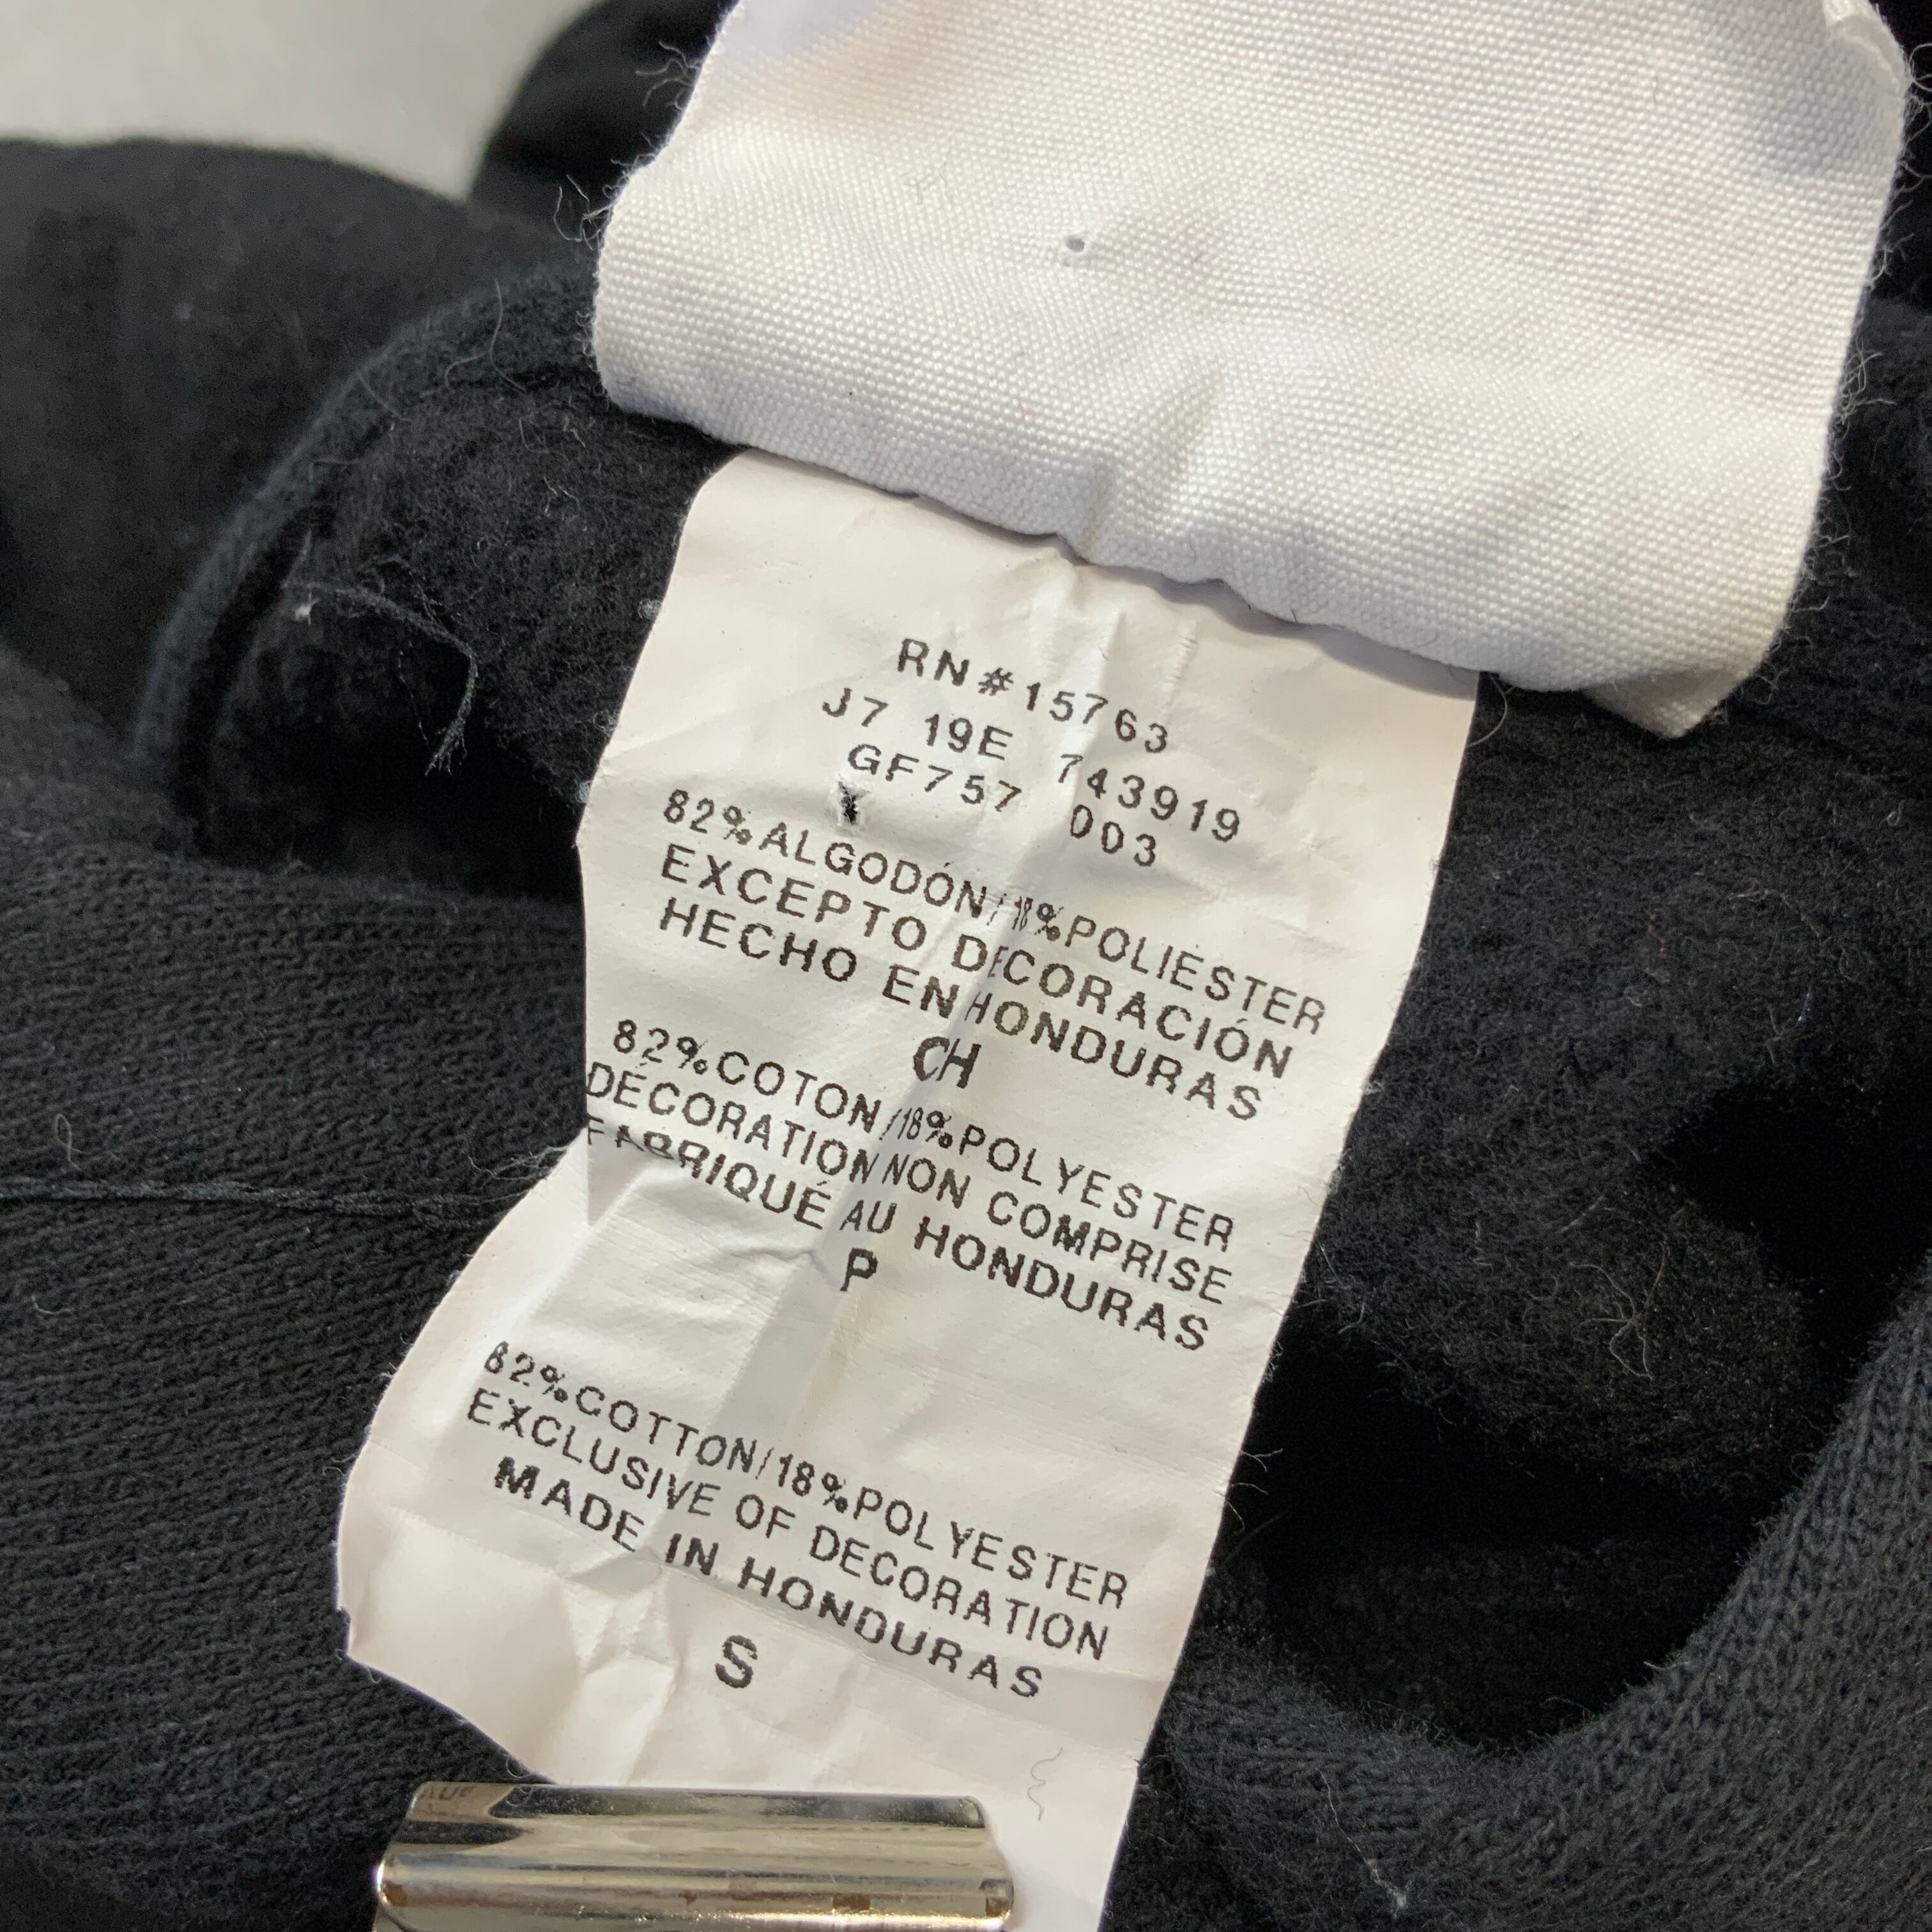 RN#15763
J7 19E 743919
GF757 003
82%ALGODÓN/18%POLIÉSTER
EXCEPTO DECORACIÓN
HECHO EN HONDURAS
CH
82%COTON/18%POLYESTER
DÉCORATION NON COMPRISE
FABRIQUÉ AU HONDURAS
P
82%COTTON/18%POLYESTER
EXCLUSIVE OF DECORATION
MADE IN HONDURAS
S